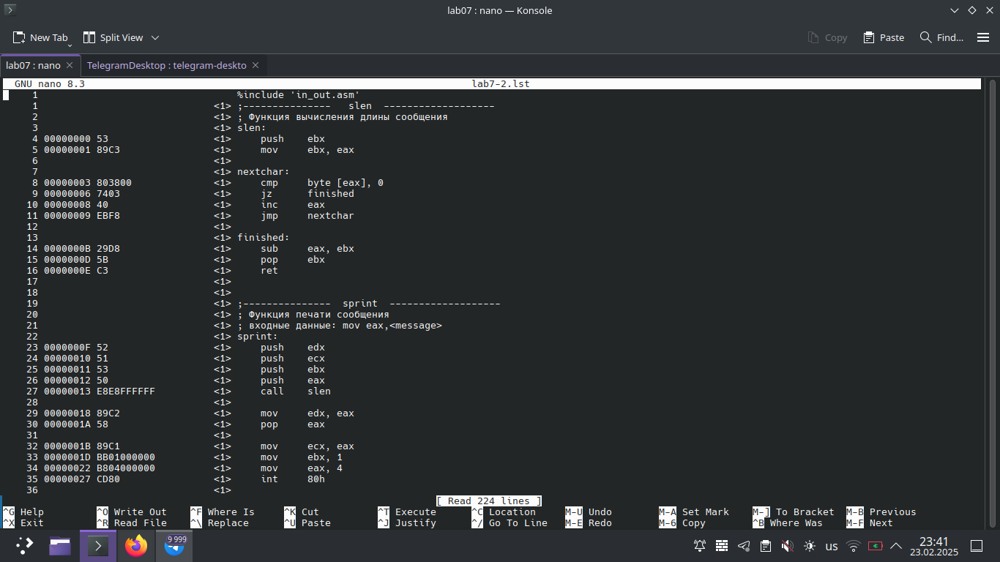 lab07 : nano — Konsole
New Tab Split View Copy Paste Find...
lab07 : nano TelegramDesktop : telegram-deskto
GNU nano 8.3 lab7-2.lst
1 %include 'in_out.asm'
1 <1> ;--------------- slen -------------------
2 <1> ; Функция вычисления длины сообщения
3 <1> slen:
4 00000000 53 <1> push ebx
5 00000001 89C3 <1> mov ebx, eax
6 <1>
7 <1> nextchar:
8 00000003 803800 <1> cmp byte [eax], 0
9 00000006 7403 <1> jz finished
10 00000008 40 <1> inc eax
11 00000009 EBF8 <1> jmp nextchar
12 <1>
13 <1> finished:
14 0000000B 29D8 <1> sub eax, ebx
15 0000000D 5B <1> pop ebx
16 0000000E C3 <1> ret
17 <1>
18 <1>
19 <1> ;--------------- sprint -------------------
20 <1> ; Функция печати сообщения
21 <1> ; входные данные: mov eax,<message>
22 <1> sprint:
23 0000000F 52 <1> push edx
24 00000010 51 <1> push ecx
25 00000011 53 <1> push ebx
26 00000012 50 <1> push eax
27 00000013 E8E8FFFFFF <1> call slen
28 <1>
29 00000018 89C2 <1> mov edx, eax
30 0000001A 58 <1> pop eax
31 <1>
32 0000001B 89C1 <1> mov ecx, eax
33 0000001D BB01000000 <1> mov ebx, 1
34 00000022 B804000000 <1> mov eax, 4
35 00000027 CD80 <1> int 80h
36 <1>
[ Read 224 lines ]
^G Help ^O Write Out ^F Where Is ^K Cut ^T Execute ^C Location M-U Undo M-A Set Mark M-] To Bracket M-B Previous
^X Exit ^R Read File ^\ Replace ^U Paste ^J Justify ^/ Go To Line M-E Redo M-6 Copy ^B Where Was M-F Next
9 999
us
23:41
23.02.2025